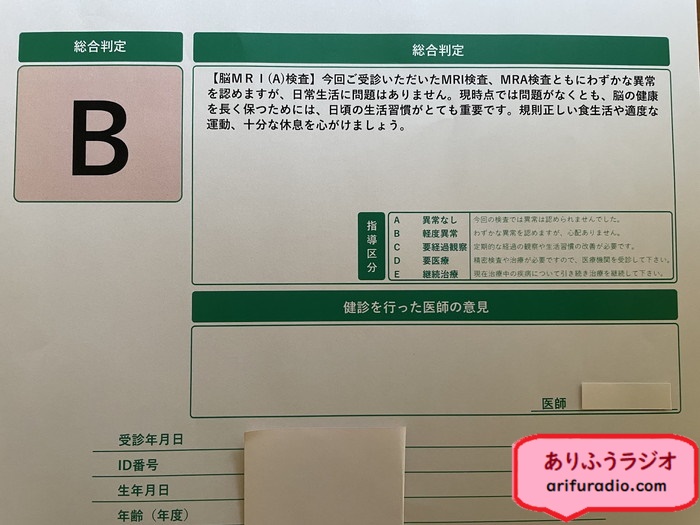 総合判定
B
総合判定
【脳ＭＲＩ(A)検査】今回ご受診いただいたMRI検査、MRA検査ともにわずかな異常
を認めますが、日常生活に問題はありません。現時点では問題がなくとも、脳の健康
を長く保つためには、日頃の生活習慣がとても重要です。規則正しい食生活や適度な
運動、十分な休息を心がけましょう。
指導区分
A 異常なし 今回の検査では異常は認められませんでした。
B 軽度異常 わずかな異常を認めますが、心配ありません。
C 要経過観察 定期的な経過の観察や生活習慣の改善が必要です。
D 要医療 精密検査や治療が必要ですので、医療機関を受診して下さい。
E 継続治療 現在治療中の疾病について引き続き治療を継続して下さい。
健診を行った医師の意見
医師
受診年月日
ID番号
生年月日
年齢（年度）
ありふうラジオ
arifuradio.com